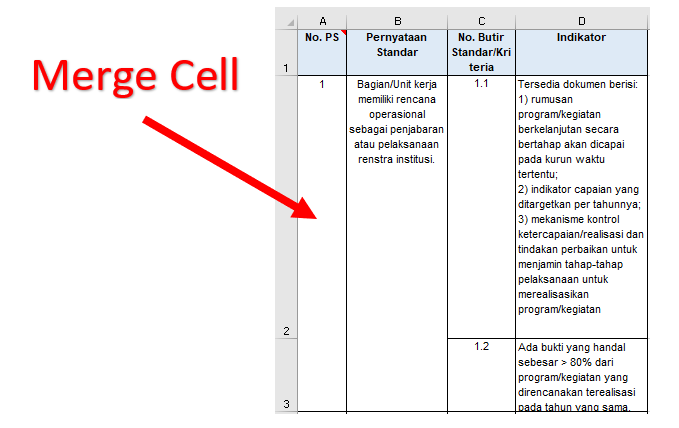 Merge Cell
A B C D
No. PS Pernyataan No. Butir Indikator
Standar Standar/Kri
1 teria
1 Bagian/Unit kerja 1.1 Tersedia dokumen berisi:
memiliki rencana 1) rumusan
operasional program/kegiatan
sebagai penjabaran berkelanjutan secara
atau pelaksanaan bertahap akan dicapai
renstra institusi. pada kurun waktu
tertentu;
2) indikator capaian yang
ditargetkan per tahunnya;
3) mekanisme kontrol
ketercapaian/realisasi dan
tindakan perbaikan untuk
menjamin tahap-tahap
pelaksanaan untuk
merealisasikan
program/kegiatan
2
1.2 Ada bukti yang handal
sebesar > 80% dari
program/kegiatan yang
direncanakan terealisasi
3 pada tahun yang sama.